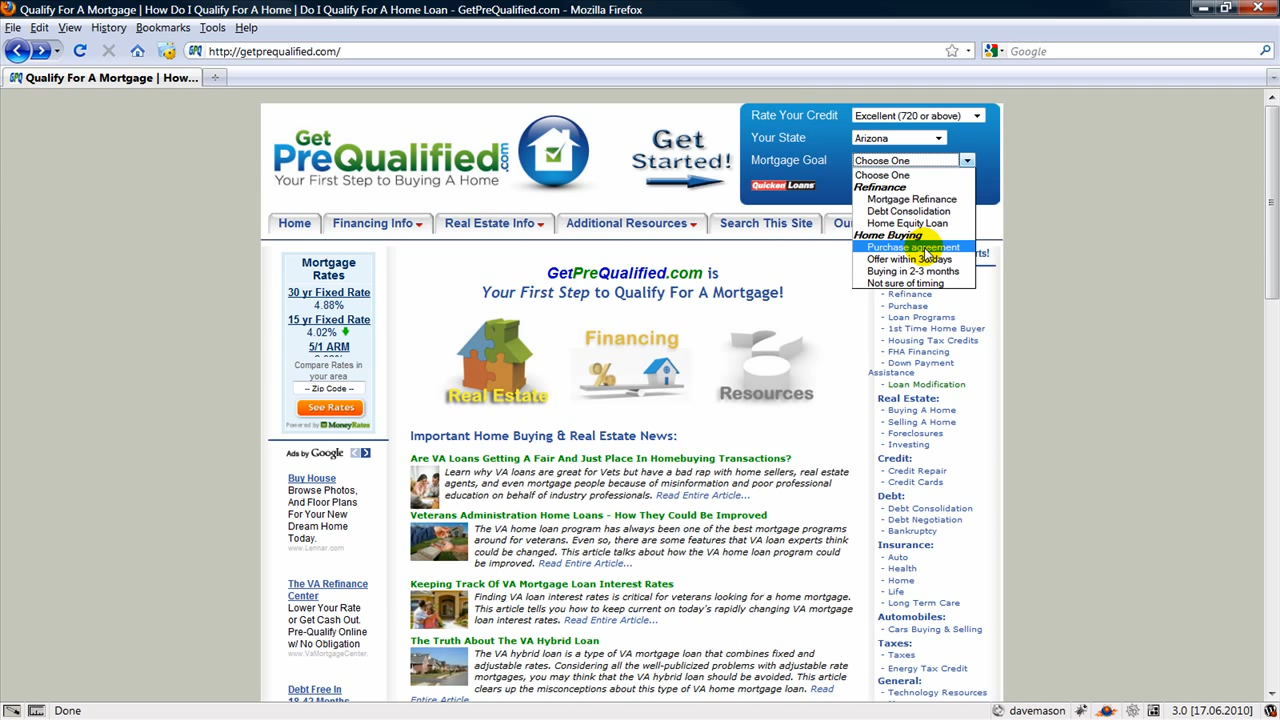 Qualify For A Mortgage | How Do I Qualify For A Home | Do I Qualify For A Home Loan - GetPreQualified.com - Mozilla Firefox
File Edit View History Bookmarks Tools Help
http://getprequalified.com/
Google
Qualify For A Mortgage | How...
Get
PreQualified.com
Your First Step to Buying A Home
Get
Started!
Rate Your Credit Excellent (720 or above)
Your State Arizona
Mortgage Goal Choose One
Quicken Loans
Choose One
Refinance
Mortgage Refinance
Debt Consolidation
Home Equity Loan
Home Buying
Purchase agreement
Offer within 30 days
Buying in 2-3 months
Not sure of timing
Home Financing Info Real Estate Info Additional Resources Search This Site
Mortgage
Rates
30 yr Fixed Rate
4.88%
15 yr Fixed Rate
4.02%
5/1 ARM
Compare Rates in
your area
-- Zip Code --
See Rates
Powered by MoneyRates
Ads by Google
Buy House
Browse Photos,
And Floor Plans
For Your New
Dream Home
Today.
www.Lennar.com
The VA Refinance
Center
Lower Your Rate
or Get Cash Out.
Pre-Qualify Online
w/ No Obligation
www.VaMortgageCenter.
Debt Free In
18-42 Months
GetPreQualified.com is
Your First Step to Qualify For A Mortgage!
Real Estate
Financing
%
Resources
Important Home Buying & Real Estate News:
Are VA Loans Getting A Fair And Just Place In Homebuying Transactions?
Learn why VA loans are great for Vets but have a bad rap with home sellers, real estate
agents, and even mortgage people because of misinformation and poor professional
education on behalf of industry professionals. Read Entire Article...
Veterans Administration Home Loans - How They Could Be Improved
The VA home loan program has always been one of the best mortgage programs
around for veterans. Even so, there are some features that VA loan experts think
could be changed. This article talks about how the VA home loan program could
be improved. Read Entire Article...
Keeping Track Of VA Mortgage Loan Interest Rates
Finding VA loan interest rates is critical for veterans looking for a home mortgage.
This article tells you how to keep current on today's rapidly changing VA mortgage
loan interest rates. Read Entire Article...
The Truth About The VA Hybrid Loan
The VA hybrid loan is a type of VA mortgage loan that combines fixed and
adjustable rates. Considering all the well-publicized problems with adjustable rate
mortgages, you may think that the VA hybrid loan should be avoided. This article
clears up the misconceptions about this type of VA home mortgage loan. Read
Entire Article...
- Refinance
- Purchase
- Loan Programs
- 1st Time Home Buyer
- Housing Tax Credits
- FHA Financing
- Down Payment
Assistance
- Loan Modification
Real Estate:
- Buying A Home
- Selling A Home
- Foreclosures
- Investing
Credit:
- Credit Repair
- Credit Cards
Debt:
- Debt Consolidation
- Debt Negotiation
- Bankruptcy
Insurance:
- Auto
- Health
- Home
- Life
- Long Term Care
Automobiles:
- Cars Buying & Selling
Taxes:
- Taxes
- Energy Tax Credit
General:
- Technology Resources
Done
davemason 3.0 [17.06.2010]